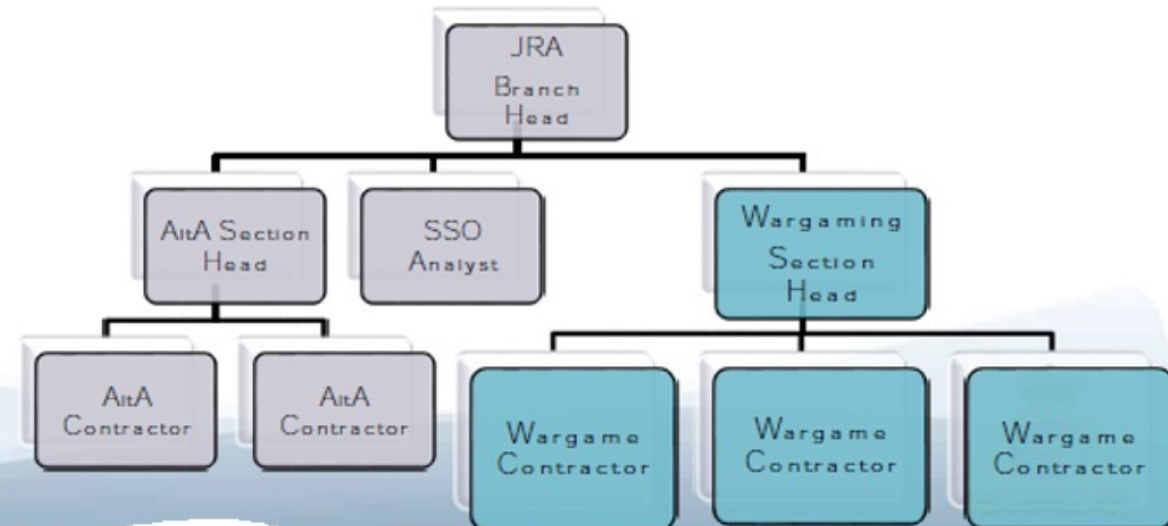 JRA
Branch
Head
AltA Section
Head
SSO
Analyst
Wargaming
Section
Head
AltA
Contractor
AltA
Contractor
Wargame
Contractor
Wargame
Contractor
Wargame
Contractor